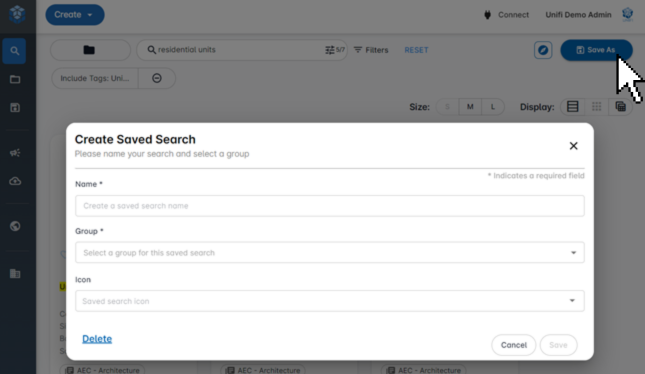 Create
Connect
Unifi Demo Admin
residential units
5/7
Filters
RESET
Save As
Include Tags: Uni...
Size:
S
M
L
Display:
Create Saved Search
Please name your search and select a group
* Indicates a required field
Name *
Create a saved search name
Group *
Select a group for this saved search
Icon
Saved search icon
Delete
Cancel
Save
AEC - Architecture
AEC - Architecture
AEC - Architecture